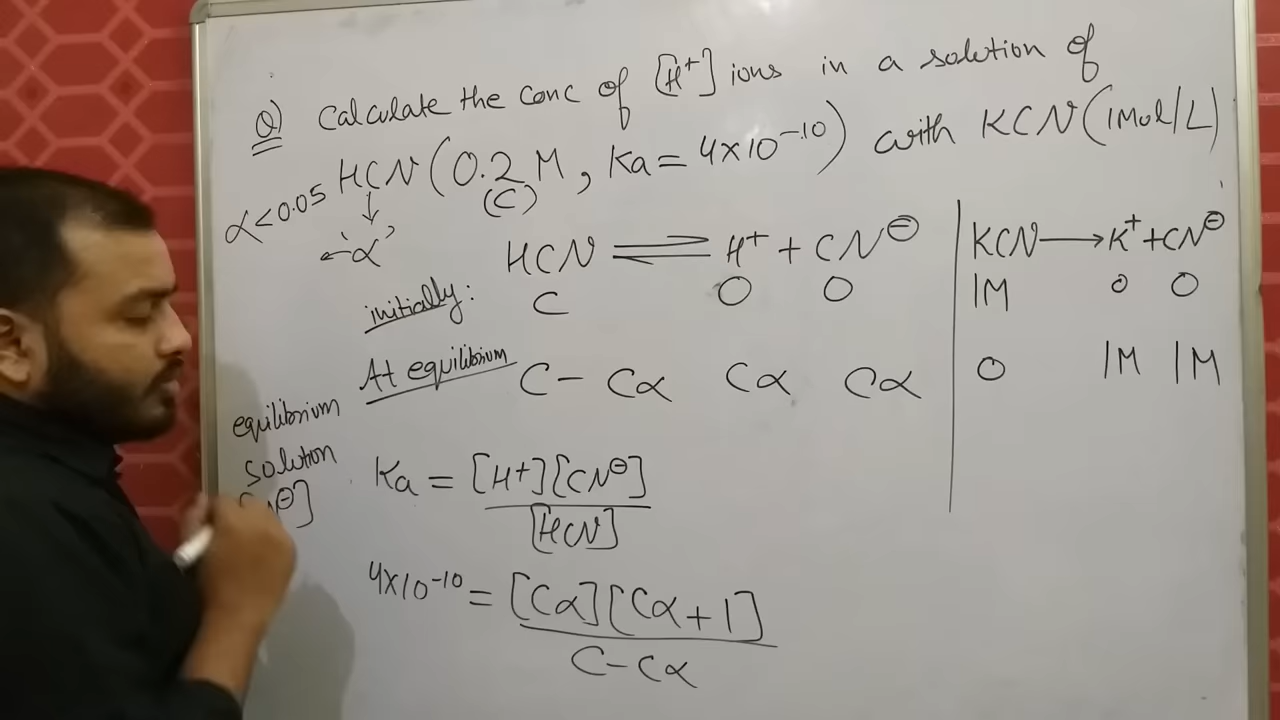 Q) Calculate the conc of [H⁺] ions in a solution of
HCN (0.2 M, Ka = 4×10⁻¹⁰) with KCN (1Mol/L)
(C)
α<0.05
'α'
HCN ⇌ H⁺ + CN⊖
initially: C 0 0
At equilibrium C - Cα Cα Cα
KCN → K⁺ + CN⊖
1M 0 0
0 1M 1M
equilibrium
solution
⊖]
Ka = [H⁺][CN⊖]
[HCN]
4×10⁻¹⁰ = [Cα][Cα+1]
C-Cα